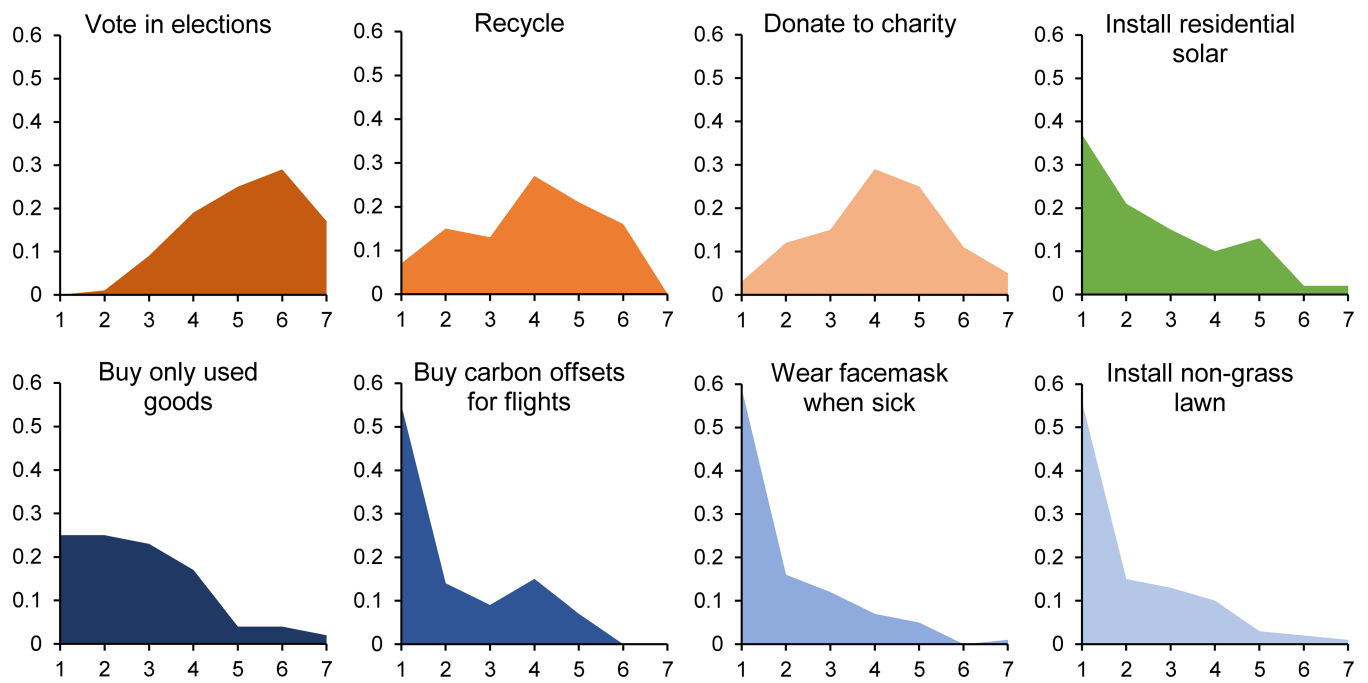 Vote in elections
0.6
0.5
0.4
0.3
0.2
0.1
0
1 2 3 4 5 6 7
Recycle
0.6
0.5
0.4
0.3
0.2
0.1
0
1 2 3 4 5 6 7
Donate to charity
0.6
0.5
0.4
0.3
0.2
0.1
0
1 2 3 4 5 6 7
Install residential
solar
0.6
0.5
0.4
0.3
0.2
0.1
0
1 2 3 4 5 6 7
Buy only used
goods
0.6
0.5
0.4
0.3
0.2
0.1
0
1 2 3 4 5 6 7
Buy carbon offsets
for flights
0.6
0.5
0.4
0.3
0.2
0.1
0
1 2 3 4 5 6 7
Wear facemask
when sick
0.6
0.5
0.4
0.3
0.2
0.1
0
1 2 3 4 5 6 7
Install non-grass
lawn
0.6
0.5
0.4
0.3
0.2
0.1
0
1 2 3 4 5 6 7